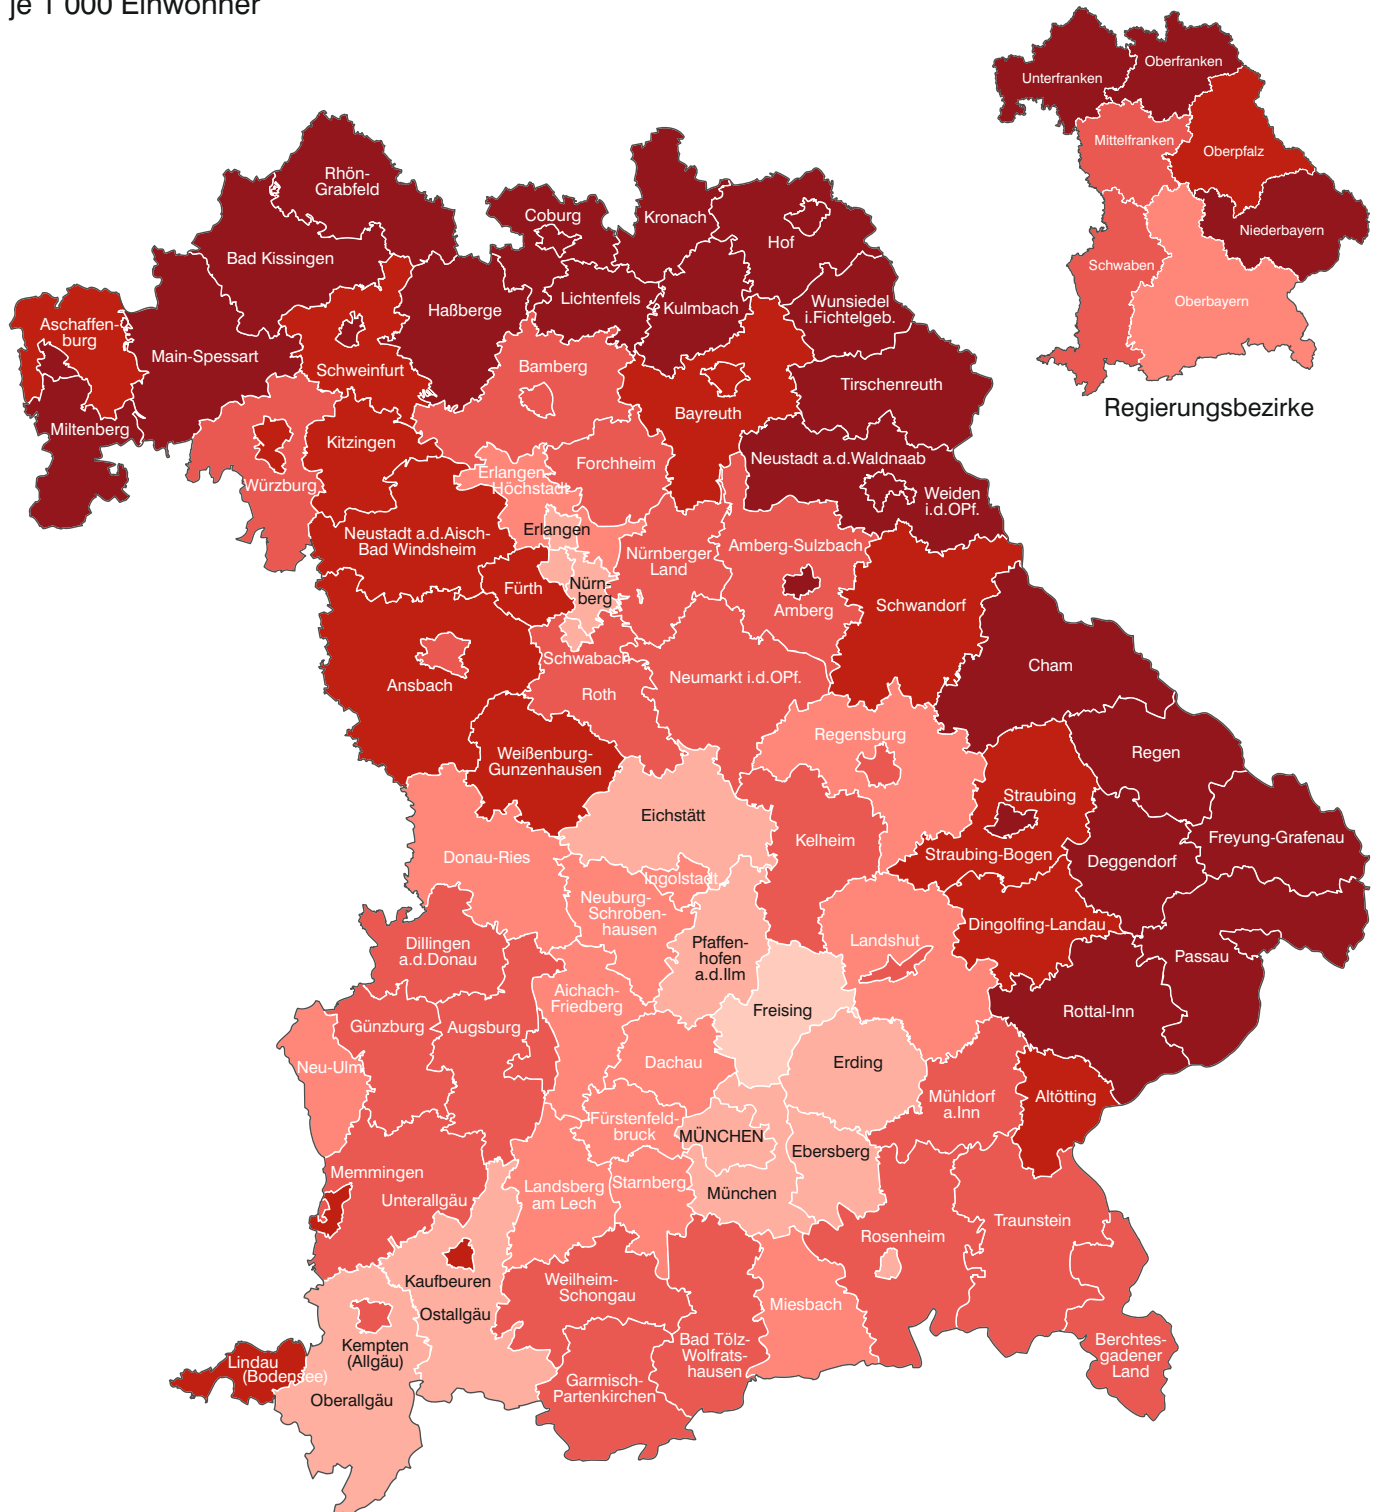 je 1 000 Einwohner
Unterfranken
Oberfranken
Mittelfranken
Oberpfalz
Niederbayern
Schwaben
Oberbayern
Regierungsbezirke
Rhön-
Grabfeld
Coburg
Kronach
Hof
Bad Kissingen
Lichtenfels
Kulmbach
Wunsiedel
i.Fichtelgeb.
Haßberge
Aschaffen-
burg
Main-Spessart
Schweinfurt
Bamberg
Bayreuth
Tirschenreuth
Miltenberg
Kitzingen
Würzburg
Forchheim
Erlangen-
Höchstadt
Neustadt a.d.Waldnaab
Weiden
i.d.OPf.
Neustadt a.d.Aisch-
Bad Windsheim
Erlangen
Nürnberger
Land
Amberg-Sulzbach
Amberg
Fürth
Nürn-
berg
Schwandorf
Schwabach
Roth
Neumarkt i.d.OPf.
Cham
Ansbach
Weißenburg-
Gunzenhausen
Regensburg
Regen
Straubing
Straubing-Bogen
Freyung-Grafenau
Deggendorf
Eichstätt
Kelheim
Donau-Ries
Ingolstadt
Neuburg-
Schroben-
hausen
Dingolfing-Landau
Landshut
Passau
Dillingen
a.d.Donau
Pfaffen-
hofen
a.d.Ilm
Aichach-
Friedberg
Freising
Rottal-Inn
Günzburg
Augsburg
Neu-Ulm
Dachau
Erding
Mühldorf
a.Inn
Altötting
Fürstenfeld-
bruck
MÜNCHEN
Ebersberg
München
Memmingen
Unterallgäu
Landsberg
am Lech
Starnberg
Rosenheim
Traunstein
Kaufbeuren
Ostallgäu
Weilheim-
Schongau
Miesbach
Kempten
(Allgäu)
Oberallgäu
Lindau
(Bodensee)
Garmisch-
Partenkirchen
Bad Tölz-
Wolfrats-
hausen
Berchtes-
gadener
Land